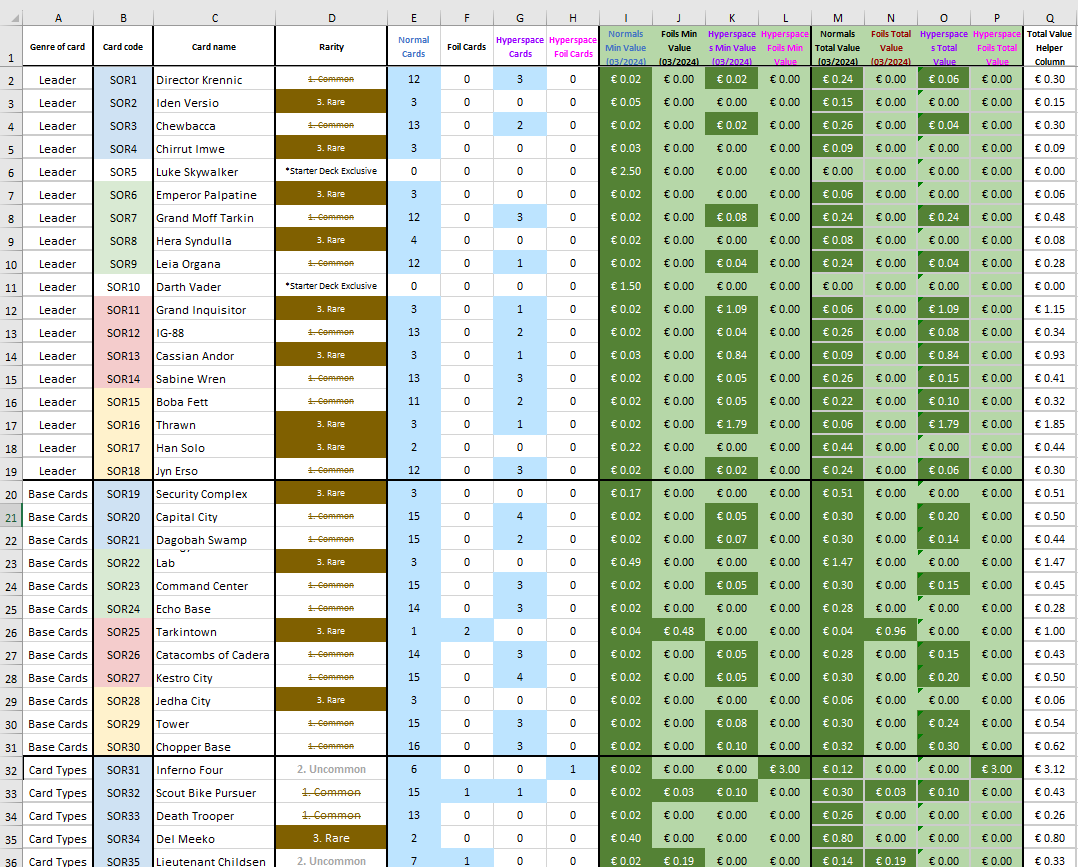 A B C D E F G H I J K L M N O P Q
1 Genre of card Card code Card name Rarity Normal Cards Foil Cards Hyperspace Cards Hyperspace Foil Cards Normals Min Value (03/2024) Foils Min Value (03/2024) Hyperspaces Min Value (03/2024) Hyperspace Foils Min Value Normals Total Value (03/2024) Foils Total Value (03/2024) Hyperspaces Total Value Hyperspace Foils Total Value Total Value Helper Column
2 Leader SOR1 Director Krennic 1. Common 12 0 3 0 € 0.02 € 0.00 € 0.02 € 0.00 € 0.24 € 0.00 € 0.06 € 0.00 € 0.30
3 Leader SOR2 Iden Versio 3. Rare 3 0 0 0 € 0.05 € 0.00 € 0.00 € 0.00 € 0.15 € 0.00 € 0.00 € 0.00 € 0.15
4 Leader SOR3 Chewbacca 1. Common 13 0 2 0 € 0.02 € 0.00 € 0.02 € 0.00 € 0.26 € 0.00 € 0.04 € 0.00 € 0.30
5 Leader SOR4 Chirrut Imwe 3. Rare 3 0 0 0 € 0.03 € 0.00 € 0.00 € 0.00 € 0.09 € 0.00 € 0.00 € 0.00 € 0.09
6 Leader SOR5 Luke Skywalker *Starter Deck Exclusive 0 0 0 0 € 2.50 € 0.00 € 0.00 € 0.00 € 0.00 € 0.00 € 0.00 € 0.00 € 0.00
7 Leader SOR6 Emperor Palpatine 3. Rare 3 0 0 0 € 0.02 € 0.00 € 0.00 € 0.00 € 0.06 € 0.00 € 0.00 € 0.00 € 0.06
8 Leader SOR7 Grand Moff Tarkin 1. Common 12 0 3 0 € 0.02 € 0.00 € 0.08 € 0.00 € 0.24 € 0.00 € 0.24 € 0.00 € 0.48
9 Leader SOR8 Hera Syndulla 3. Rare 4 0 0 0 € 0.02 € 0.00 € 0.00 € 0.00 € 0.08 € 0.00 € 0.00 € 0.00 € 0.08
10 Leader SOR9 Leia Organa 1. Common 12 0 1 0 € 0.02 € 0.00 € 0.04 € 0.00 € 0.24 € 0.00 € 0.04 € 0.00 € 0.28
11 Leader SOR10 Darth Vader *Starter Deck Exclusive 0 0 0 0 € 1.50 € 0.00 € 0.00 € 0.00 € 0.00 € 0.00 € 0.00 € 0.00 € 0.00
12 Leader SOR11 Grand Inquisitor 3. Rare 3 0 1 0 € 0.02 € 0.00 € 1.09 € 0.00 € 0.06 € 0.00 € 1.09 € 0.00 € 1.15
13 Leader SOR12 IG-88 1. Common 13 0 2 0 € 0.02 € 0.00 € 0.04 € 0.00 € 0.26 € 0.00 € 0.08 € 0.00 € 0.34
14 Leader SOR13 Cassian Andor 3. Rare 3 0 1 0 € 0.03 € 0.00 € 0.84 € 0.00 € 0.09 € 0.00 € 0.84 € 0.00 € 0.93
15 Leader SOR14 Sabine Wren 1. Common 13 0 3 0 € 0.02 € 0.00 € 0.05 € 0.00 € 0.26 € 0.00 € 0.15 € 0.00 € 0.41
16 Leader SOR15 Boba Fett 1. Common 11 0 2 0 € 0.02 € 0.00 € 0.05 € 0.00 € 0.22 € 0.00 € 0.10 € 0.00 € 0.32
17 Leader SOR16 Thrawn 3. Rare 3 0 1 0 € 0.02 € 0.00 € 1.79 € 0.00 € 0.06 € 0.00 € 1.79 € 0.00 € 1.85
18 Leader SOR17 Han Solo 3. Rare 2 0 0 0 € 0.22 € 0.00 € 0.00 € 0.00 € 0.44 € 0.00 € 0.00 € 0.00 € 0.44
19 Leader SOR18 Jyn Erso 1. Common 12 0 3 0 € 0.02 € 0.00 € 0.02 € 0.00 € 0.24 € 0.00 € 0.06 € 0.00 € 0.30
20 Base Cards SOR19 Security Complex 3. Rare 3 0 0 0 € 0.17 € 0.00 € 0.00 € 0.00 € 0.51 € 0.00 € 0.00 € 0.00 € 0.51
21 Base Cards SOR20 Capital City 1. Common 15 0 4 0 € 0.02 € 0.00 € 0.05 € 0.00 € 0.30 € 0.00 € 0.20 € 0.00 € 0.50
22 Base Cards SOR21 Dagobah Swamp 1. Common 15 0 2 0 € 0.02 € 0.00 € 0.07 € 0.00 € 0.30 € 0.00 € 0.14 € 0.00 € 0.44
23 Base Cards SOR22 Lab 3. Rare 3 0 0 0 € 0.49 € 0.00 € 0.00 € 0.00 € 1.47 € 0.00 € 0.00 € 0.00 € 1.47
24 Base Cards SOR23 Command Center 1. Common 15 0 3 0 € 0.02 € 0.00 € 0.05 € 0.00 € 0.30 € 0.00 € 0.15 € 0.00 € 0.45
25 Base Cards SOR24 Echo Base 1. Common 14 0 3 0 € 0.02 € 0.00 € 0.00 € 0.00 € 0.28 € 0.00 € 0.00 € 0.00 € 0.28
26 Base Cards SOR25 Tarkintown 3. Rare 1 2 0 0 € 0.04 € 0.48 € 0.00 € 0.00 € 0.04 € 0.96 € 0.00 € 0.00 € 1.00
27 Base Cards SOR26 Catacombs of Cadera 1. Common 14 0 3 0 € 0.02 € 0.00 € 0.05 € 0.00 € 0.28 € 0.00 € 0.15 € 0.00 € 0.43
28 Base Cards SOR27 Kestro City 1. Common 15 0 4 0 € 0.02 € 0.00 € 0.05 € 0.00 € 0.30 € 0.00 € 0.20 € 0.00 € 0.50
29 Base Cards SOR28 Jedha City 3. Rare 3 0 0 0 € 0.02 € 0.00 € 0.00 € 0.00 € 0.06 € 0.00 € 0.00 € 0.00 € 0.06
30 Base Cards SOR29 Tower 1. Common 15 0 3 0 € 0.02 € 0.00 € 0.08 € 0.00 € 0.30 € 0.00 € 0.24 € 0.00 € 0.54
31 Base Cards SOR30 Chopper Base 1. Common 16 0 3 0 € 0.02 € 0.00 € 0.10 € 0.00 € 0.32 € 0.00 € 0.30 € 0.00 € 0.62
32 Card Types SOR31 Inferno Four 2. Uncommon 6 0 0 1 € 0.02 € 0.00 € 0.00 € 3.00 € 0.12 € 0.00 € 0.00 € 3.00 € 3.12
33 Card Types SOR32 Scout Bike Pursuer 1. Common 15 1 1 0 € 0.02 € 0.03 € 0.10 € 0.00 € 0.30 € 0.03 € 0.10 € 0.00 € 0.43
34 Card Types SOR33 Death Trooper 1. Common 13 0 0 0 € 0.02 € 0.00 € 0.00 € 0.00 € 0.26 € 0.00 € 0.00 € 0.00 € 0.26
35 Card Types SOR34 Del Meeko 3. Rare 2 0 0 0 € 0.40 € 0.00 € 0.00 € 0.00 € 0.80 € 0.00 € 0.00 € 0.00 € 0.80
36 Card Types SOR35 Lieutenant Childsen 2. Uncommon 7 1 0 0 € 0.02 € 0.19 € 0.00 € 0.00 € 0.14 € 0.19 € 0.00 € 0.00 € 0.33